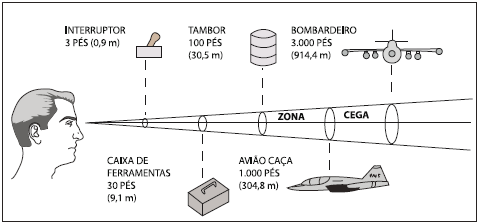 INTERRUPTOR
3 PÉS (0,9 m)
TAMBOR
100 PÉS
(30,5 m)
BOMBARDEIRO
3.000 PÉS
(914,4 m)
ZONA
CEGA
CAIXA DE
FERRAMENTAS
30 PÉS
(9,1 m)
AVIÃO CAÇA
1.000 PÉS
(304,8 m)